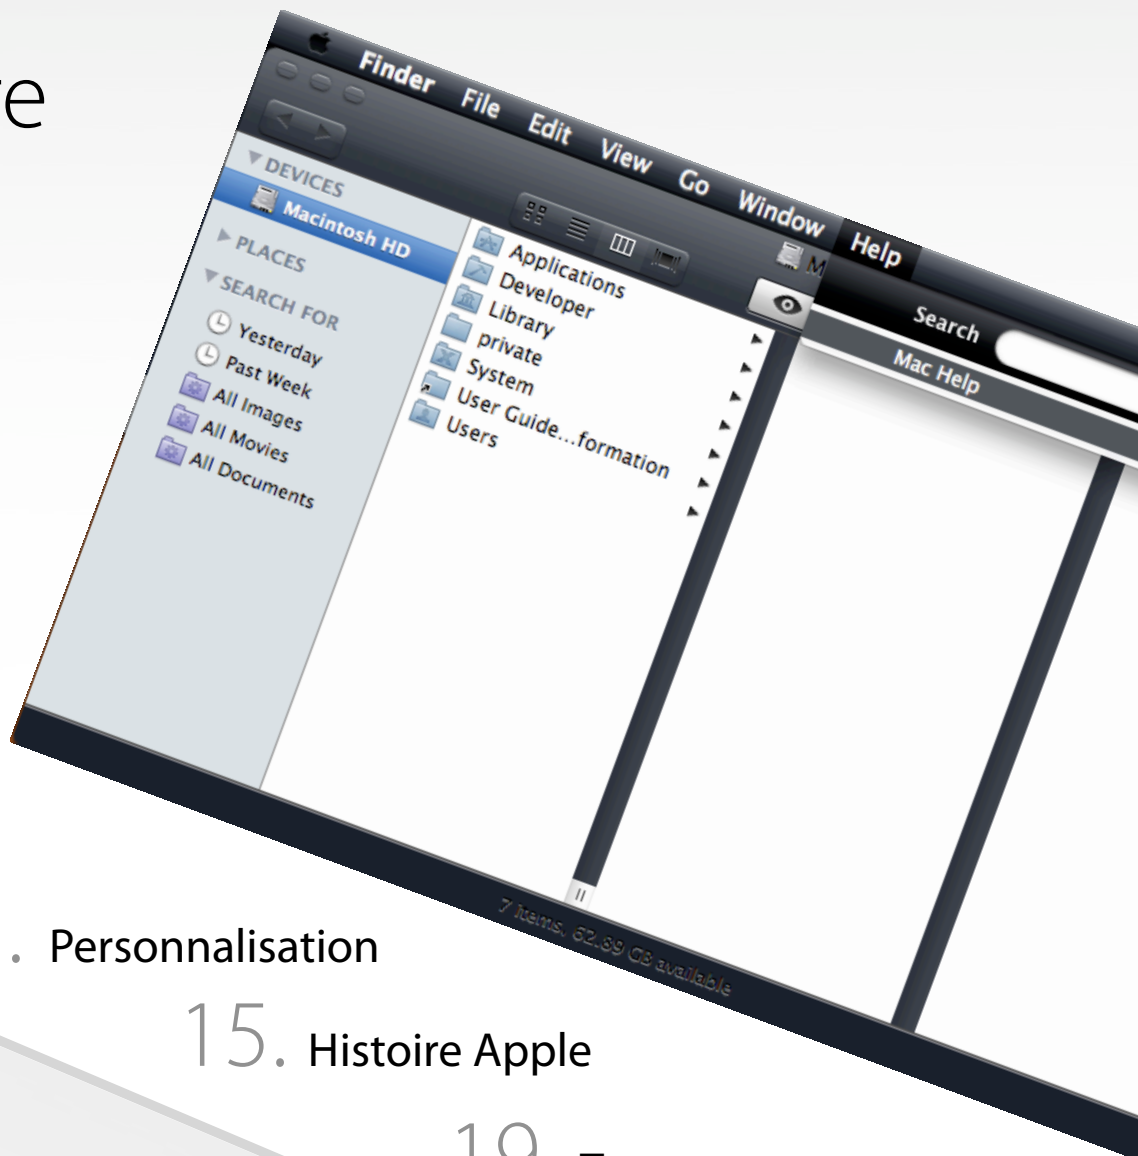 Finder File Edit View Go Window Help
DEVICES
Macintosh HD
PLACES
SEARCH FOR
Yesterday
Past Week
All Images
All Movies
All Documents
Applications
Developer
Library
private
System
User Guide...formation
Users
M
Search
Mac Help
7 items, 62.89 GB available
. Personnalisation
15. Histoire Apple
19